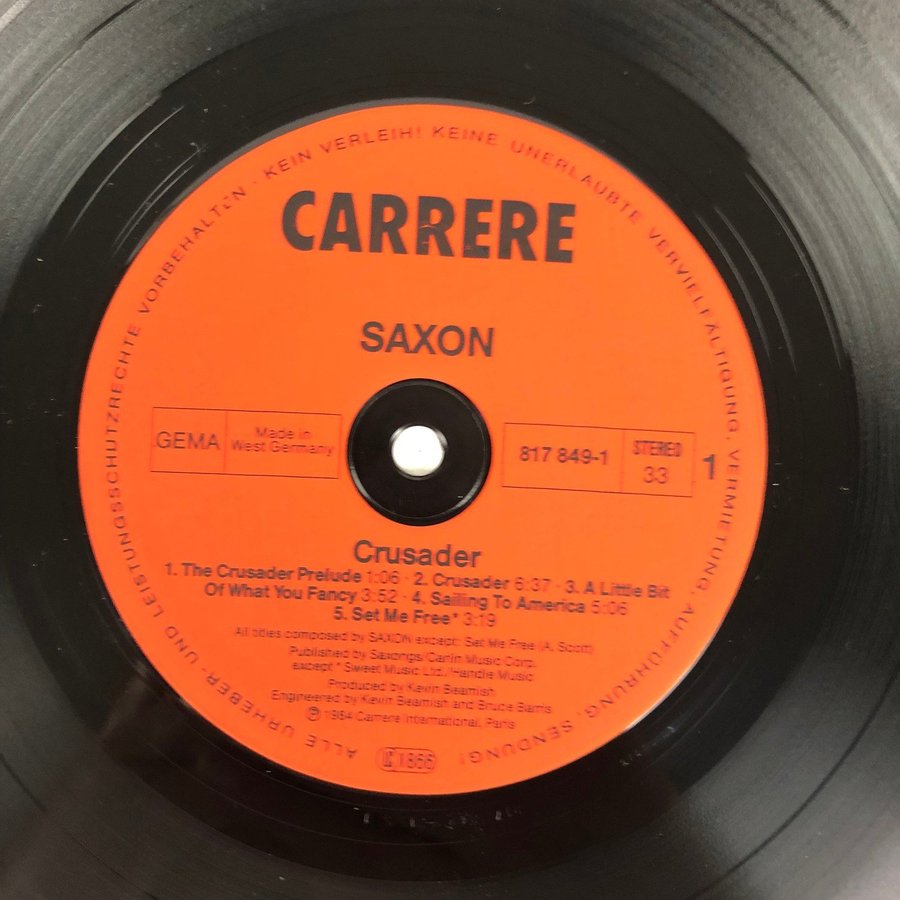 ALLE URHEBER- UND LEISTUNGSSCHUTZRECHTE VORBEHALTEN · KEIN VERLEIH! KEINE UNERLAUBTE VERVIELFÄLTIGUNG, VERMIETUNG, AUFFÜHRUNG, SENDUNG!
CARRERE
SAXON
GEMA
Made in
West Germany
817 849-1
STEREO
33
1
Crusader
1. The Crusader Prelude 1:06 · 2. Crusader 6:37 · 3. A Little Bit
Of What You Fancy 3:52 · 4. Sailing To America 5:06
5. Set Me Free* 3:19
All titles composed by SAXON except: Set Me Free (A. Scott)
Published by Saxongs/Carlin Music Corp.
except * Sweet Music Ltd./Handle Music
Produced by Kevin Beamish
Engineered by Kevin Beamish and Bruce Barris
℗ 1984 Carrere International, Paris
LC 1866